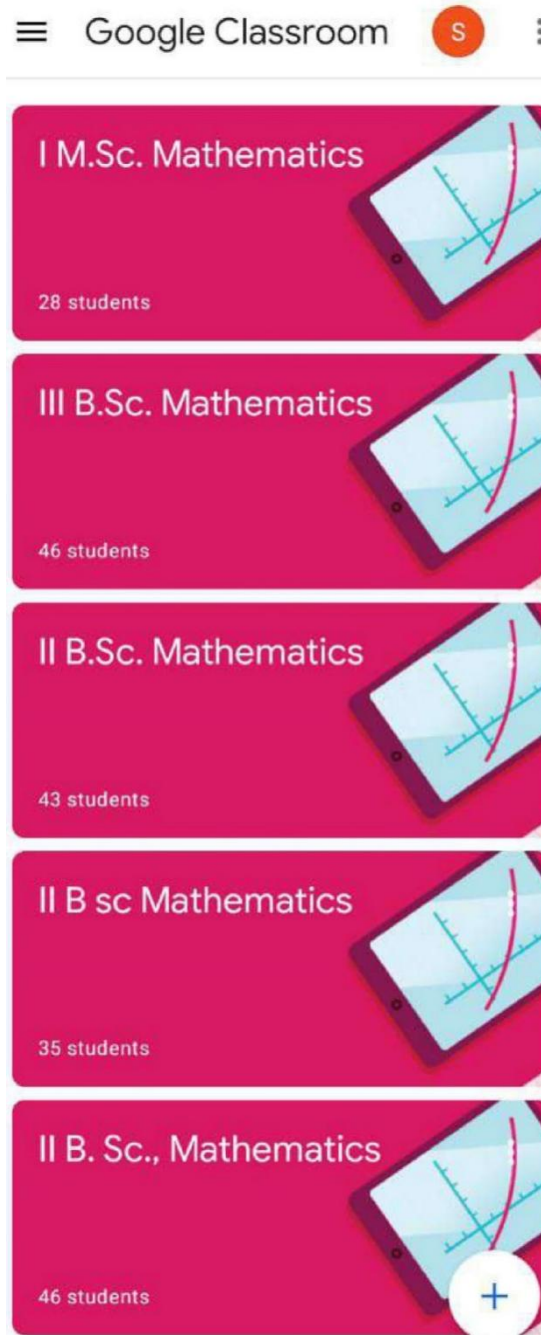 Google Classroom
S
I M.Sc. Mathematics
28 students
III B.Sc. Mathematics
46 students
II B.Sc. Mathematics
43 students
II B sc Mathematics
35 students
II B. Sc., Mathematics
46 students